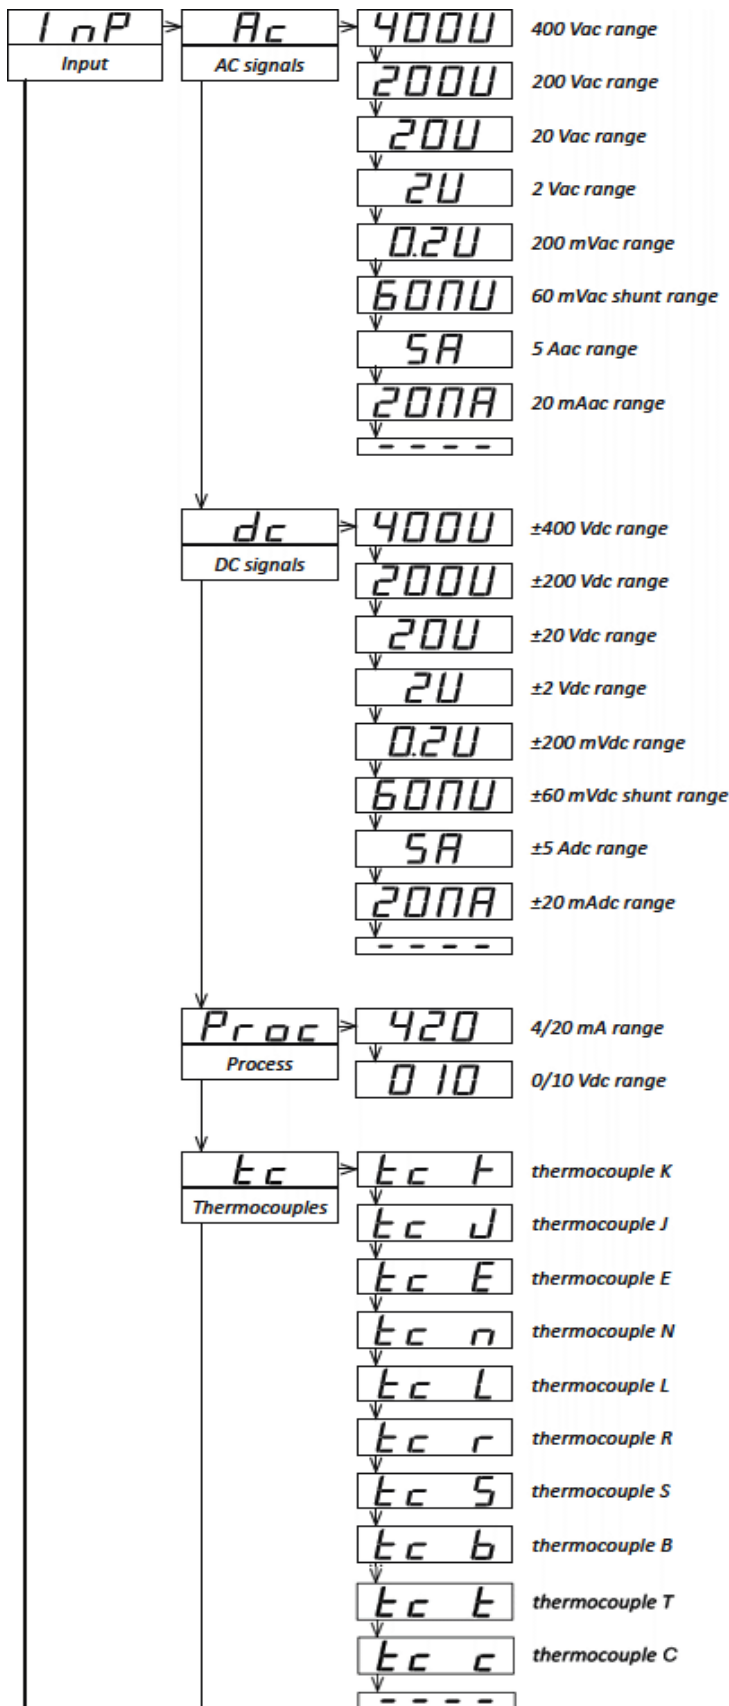 InP Ac 400U 400 Vac range
Input AC signals
200U 200 Vac range
20U 20 Vac range
2U 2 Vac range
0.2U 200 mVac range
60nU 60 mVac shunt range
5A 5 Aac range
20nA 20 mAac range
- - - -
dc 400U ±400 Vdc range
DC signals
200U ±200 Vdc range
20U ±20 Vdc range
2U ±2 Vdc range
0.2U ±200 mVdc range
60nU ±60 mVdc shunt range
5A ±5 Adc range
20nA ±20 mAdc range
- - - -
Proc 420 4/20 mA range
Process
010 0/10 Vdc range
tc tc k thermocouple K
Thermocouples
tc J thermocouple J
tc E thermocouple E
tc n thermocouple N
tc L thermocouple L
tc r thermocouple R
tc S thermocouple S
tc b thermocouple B
tc t thermocouple T
tc c thermocouple C
- - - -